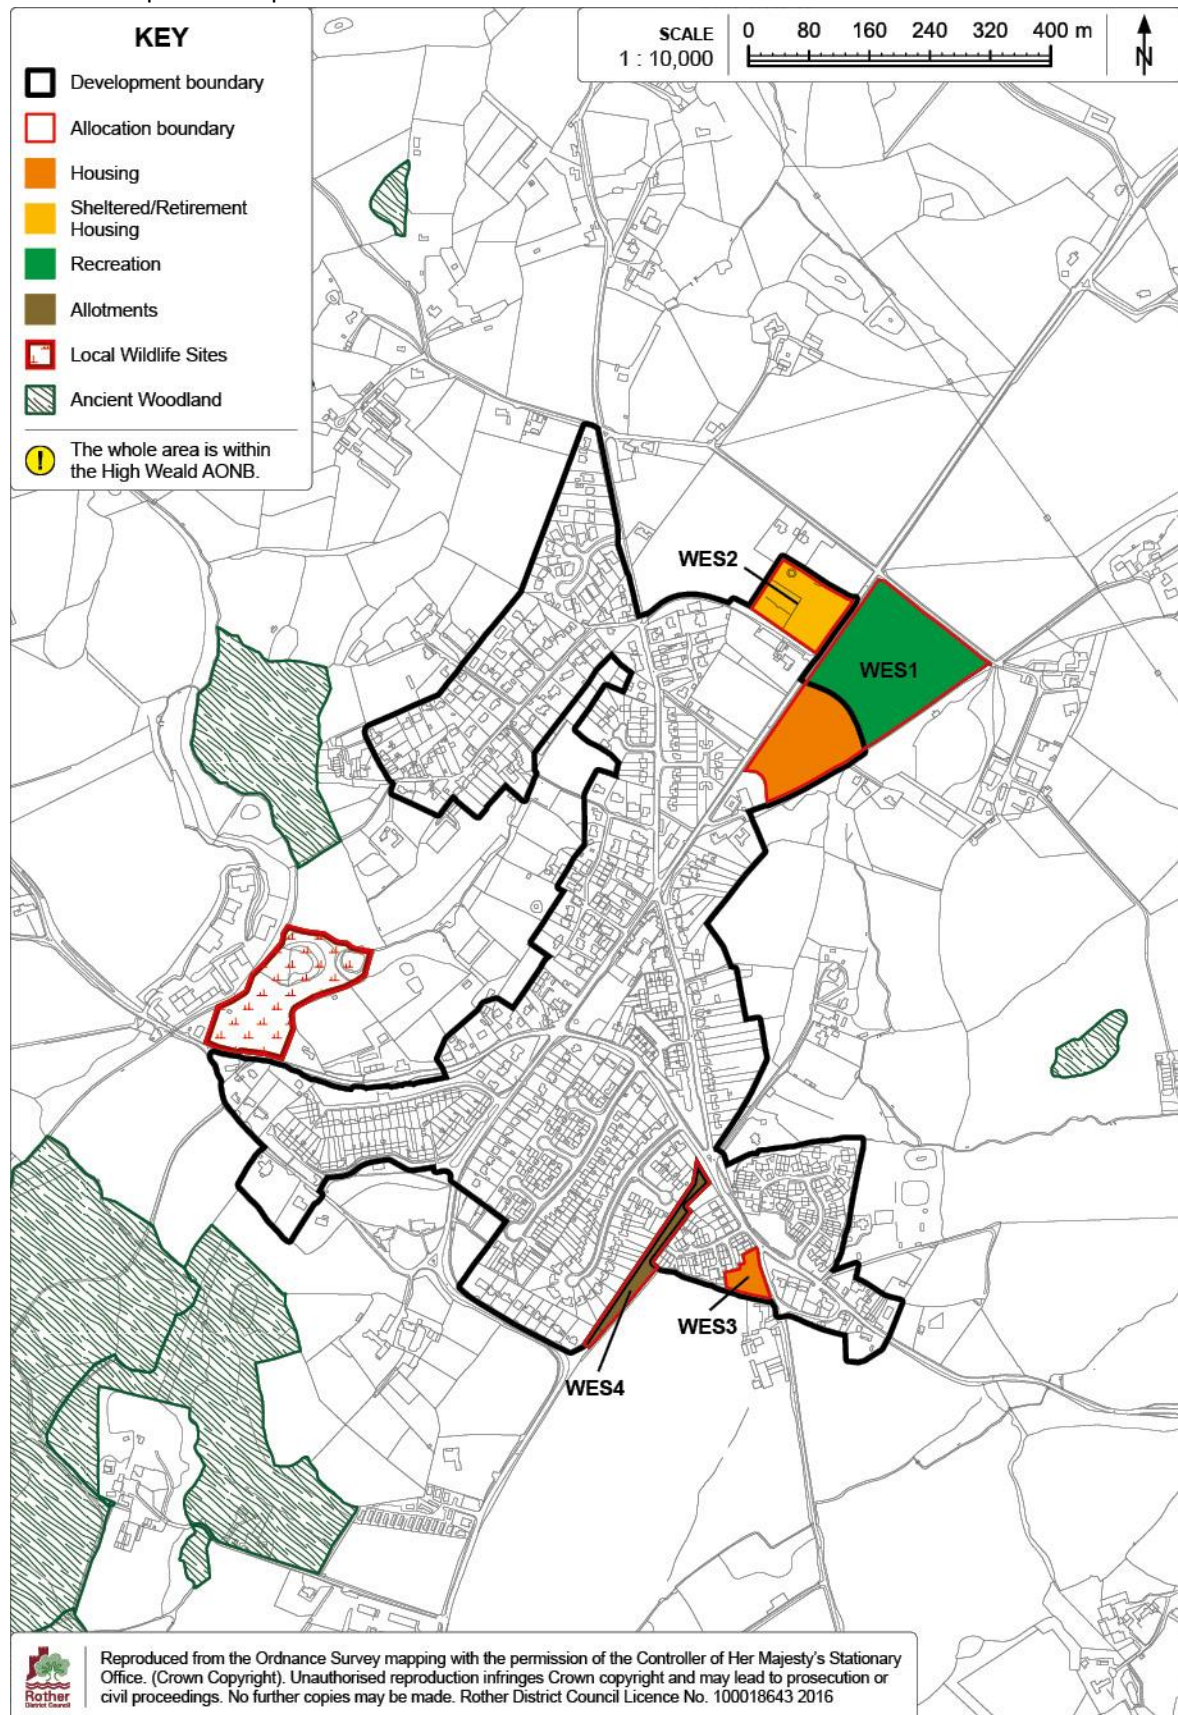 KEY
Development boundary
Allocation boundary
Housing
Sheltered/Retirement
Housing
Recreation
Allotments
Local Wildlife Sites
Ancient Woodland
! The whole area is within
the High Weald AONB.
SCALE
1 : 10,000
0 80 160 240 320 400 m
N
WES2
WES1
WES3
WES4
Rother
District Council
Reproduced from the Ordnance Survey mapping with the permission of the Controller of Her Majesty's Stationary
Office. (Crown Copyright). Unauthorised reproduction infringes Crown copyright and may lead to prosecution or
civil proceedings. No further copies may be made. Rother District Council Licence No. 100018643 2016